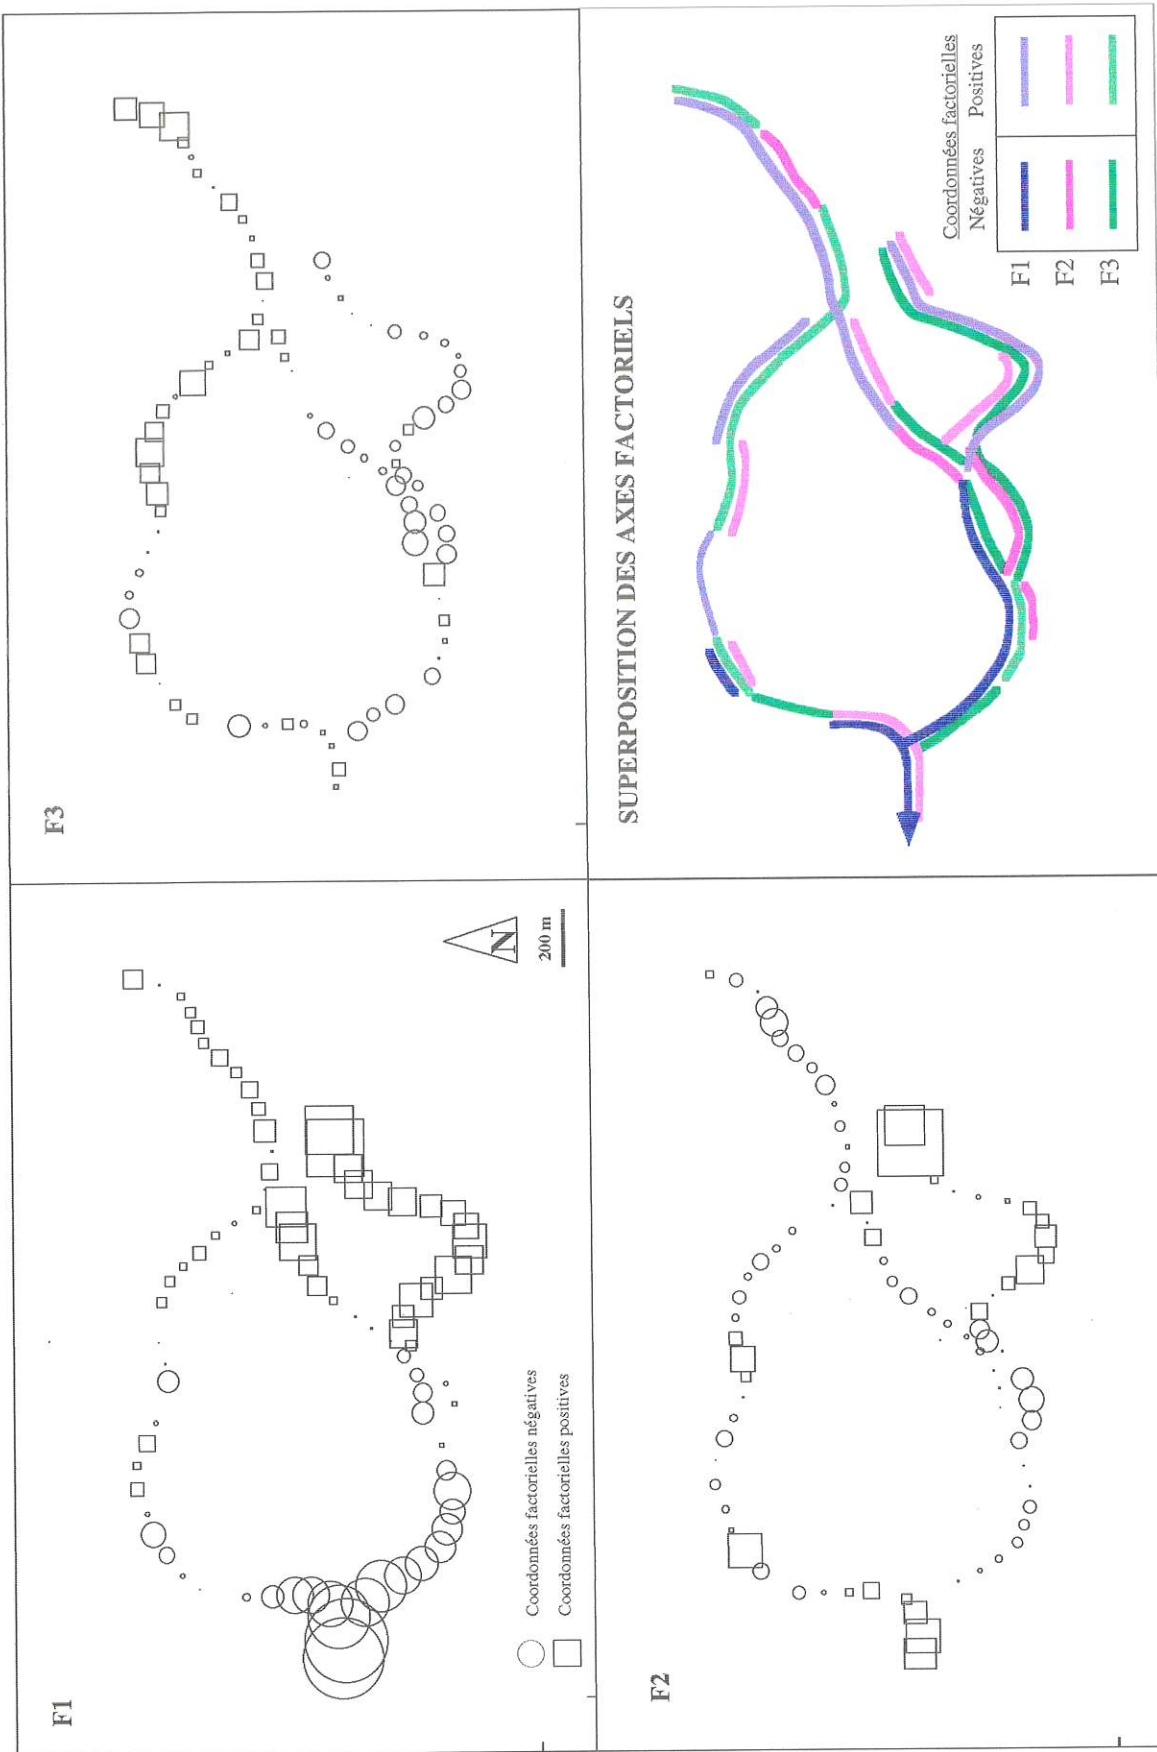 F1
Coordonnées factorielles négatives
Coordonnées factorielles positives
N
200 m
F3
F2
SUPERPOSITION DES AXES FACTORIELS
Coordonnées factorielles
Négatives Positives
F1
F2
F3